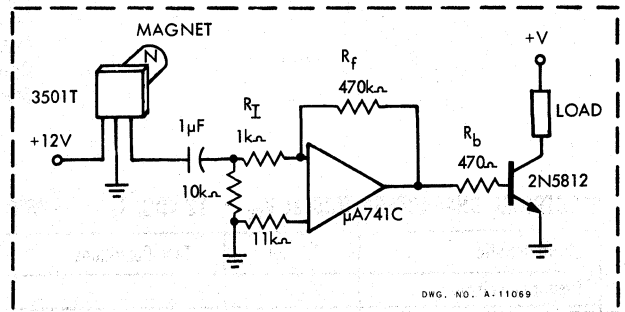 MAGNET
N
3501T
+12V
1µF
R_I
1kΩ
10kΩ
11kΩ
R_f
470kΩ
µA741C
R_b
470Ω
+V
LOAD
2N5812
DWG. NO. A-11069